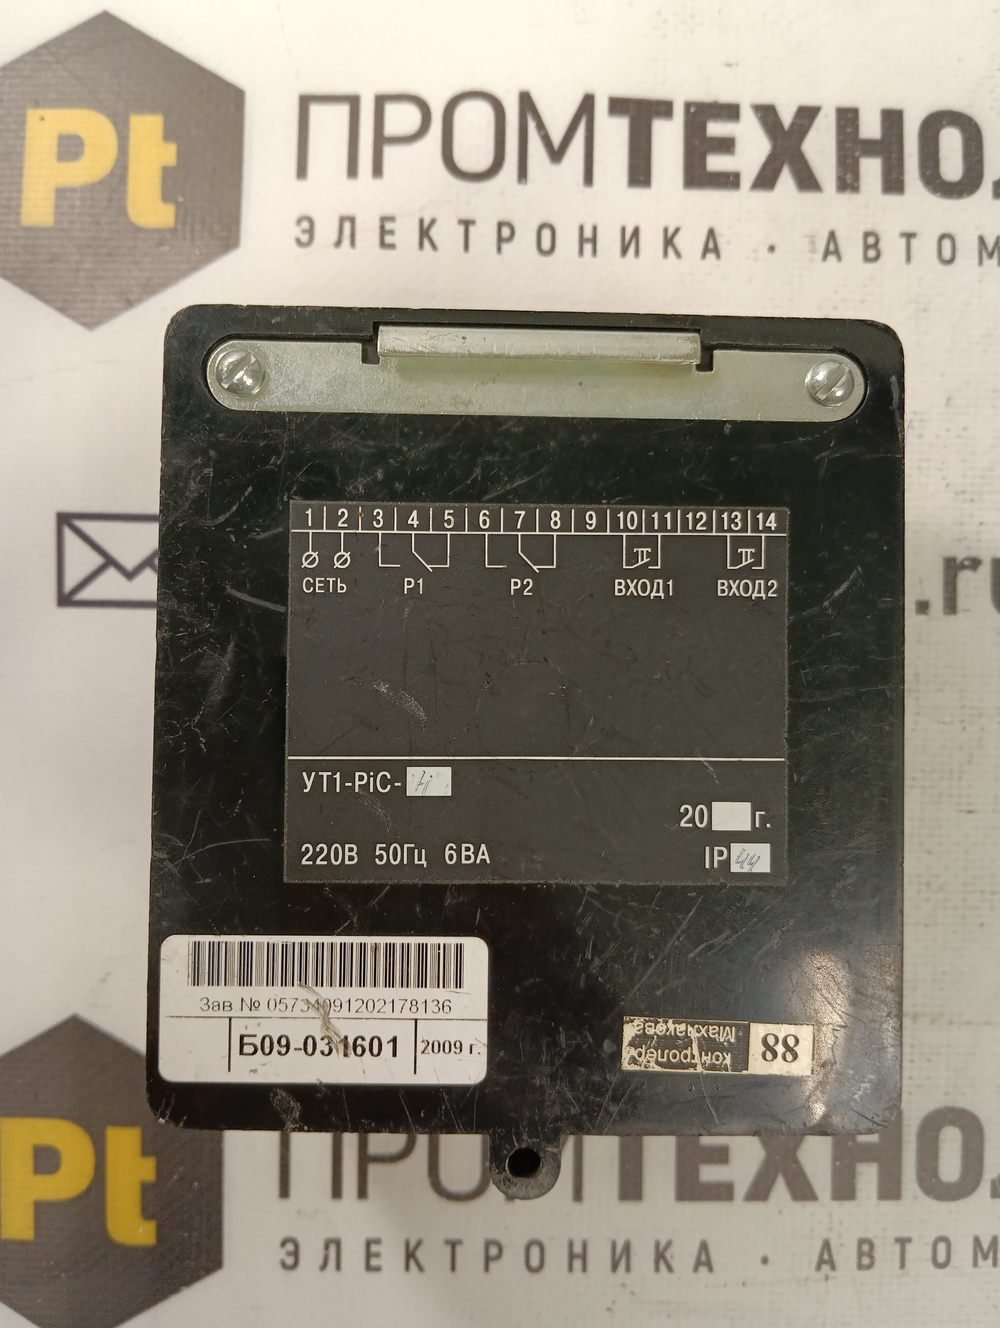 Pt
ПРОМТЕХНО
ЭЛЕКТРОНИКА · АВТОМ
.ru
1 2 3 4 5 6 7 8 9 10 11 12 13 14
СЕТЬ Р1 Р2 ВХОД1 ВХОД2
УТ1-PiC-Н
20 г.
220В 50Гц 6ВА
IP44
Зав.№ 05734091202178136
Б09-031601
2009 г.
контролёр
88
Pt
ПРОМТЕХНО
ЭЛЕКТРОНИКА · АВТОМ